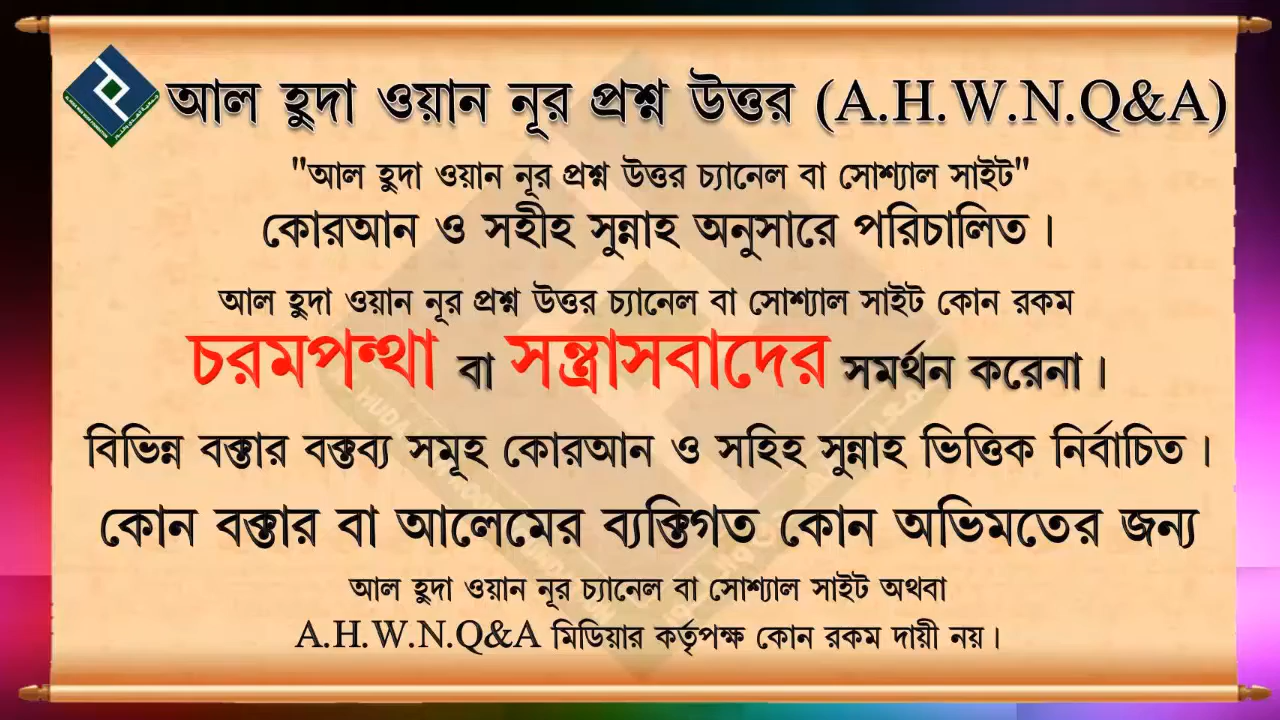 আল হুদা ওয়ান নূর প্রশ্ন উত্তর (A.H.W.N.Q&A)
"আল হুদা ওয়ান নূর প্রশ্ন উত্তর চ্যানেল বা সোশ্যাল সাইট"
কোরআন ও সহীহ সুন্নাহ অনুসারে পরিচালিত।
আল হুদা ওয়ান নূর প্রশ্ন উত্তর চ্যানেল বা সোশ্যাল সাইট কোন রকম
চরমপন্থা বা সন্ত্রাসবাদের সমর্থন করেনা।
বিভিন্ন বক্তার বক্তব্য সমূহ কোরআন ও সহিহ সুন্নাহ ভিত্তিক নির্বাচিত।
কোন বক্তার বা আলেমের ব্যক্তিগত কোন অভিমতের জন্য
আল হুদা ওয়ান নূর চ্যানেল বা সোশ্যাল সাইট অথবা
A.H.W.N.Q&A মিডিয়ার কর্তৃপক্ষ কোন রকম দায়ী নয়।